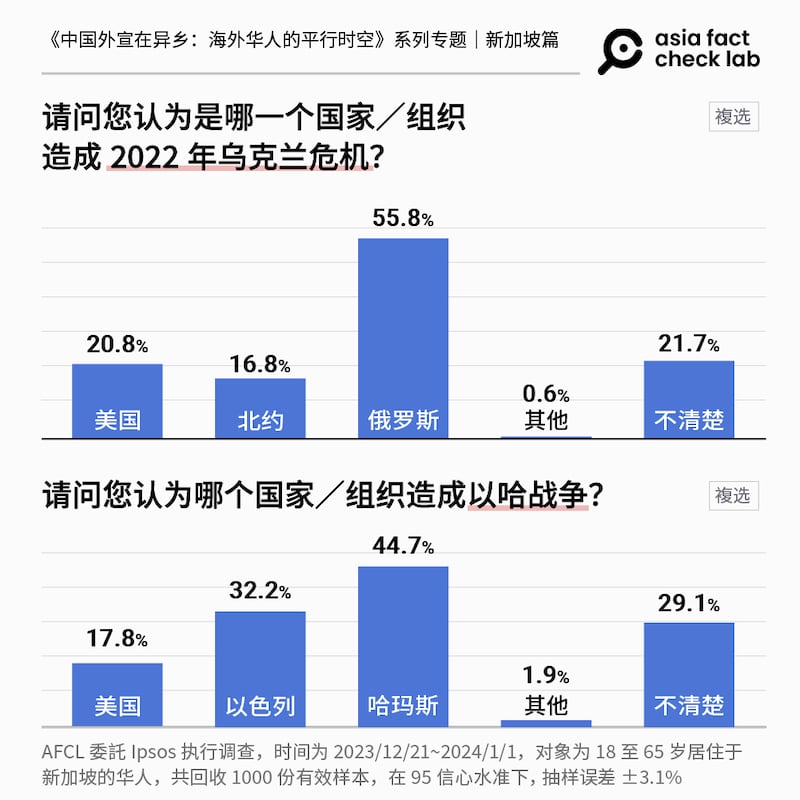 《中国外宣在异乡：海外华人的平行时空》系列专题｜新加坡篇
asia fact
check lab
请问您认为是哪一个国家／组织
造成 2022 年乌克兰危机？
複选
55.8%
20.8%
16.8%
0.6%
21.7%
美国
北约
俄罗斯
其他
不清楚
请问您认为哪个国家／组织造成以哈战争？
複选
44.7%
32.2%
17.8%
1.9%
29.1%
美国
以色列
哈玛斯
其他
不清楚
AFCL 委託 Ipsos 执行调查，时间为 2023/12/21~2024/1/1，对象为 18 至 65 岁居住于
新加坡的华人，共回收 1000 份有效样本，在 95 信心水准下，抽样误差 ±3.1%